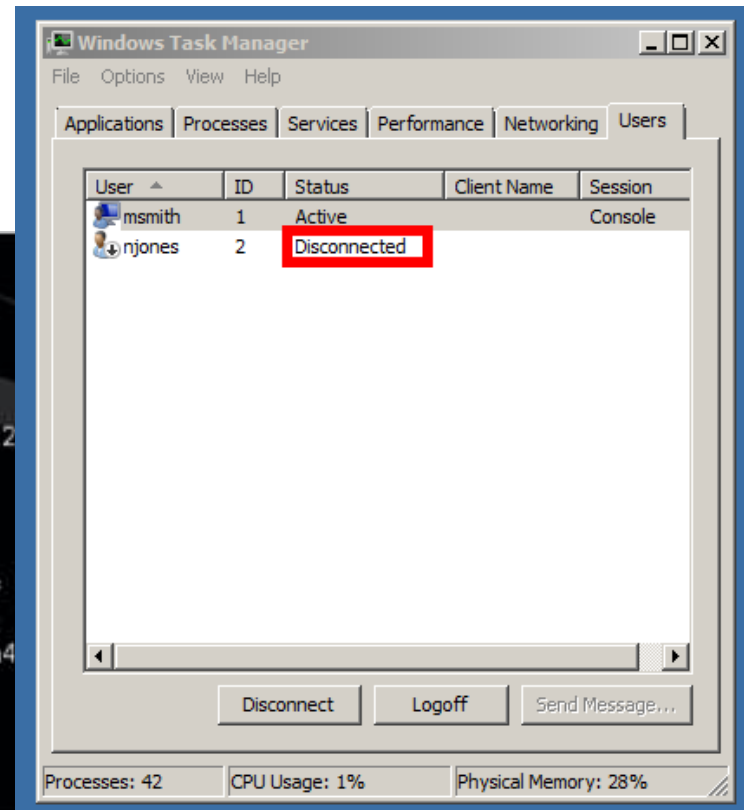 Windows Task Manager
File Options View Help
Applications Processes Services Performance Networking Users
User ID Status Client Name Session
msmith 1 Active Console
njones 2 Disconnected
2
4
Disconnect Logoff Send Message...
Processes: 42 CPU Usage: 1% Physical Memory: 28%